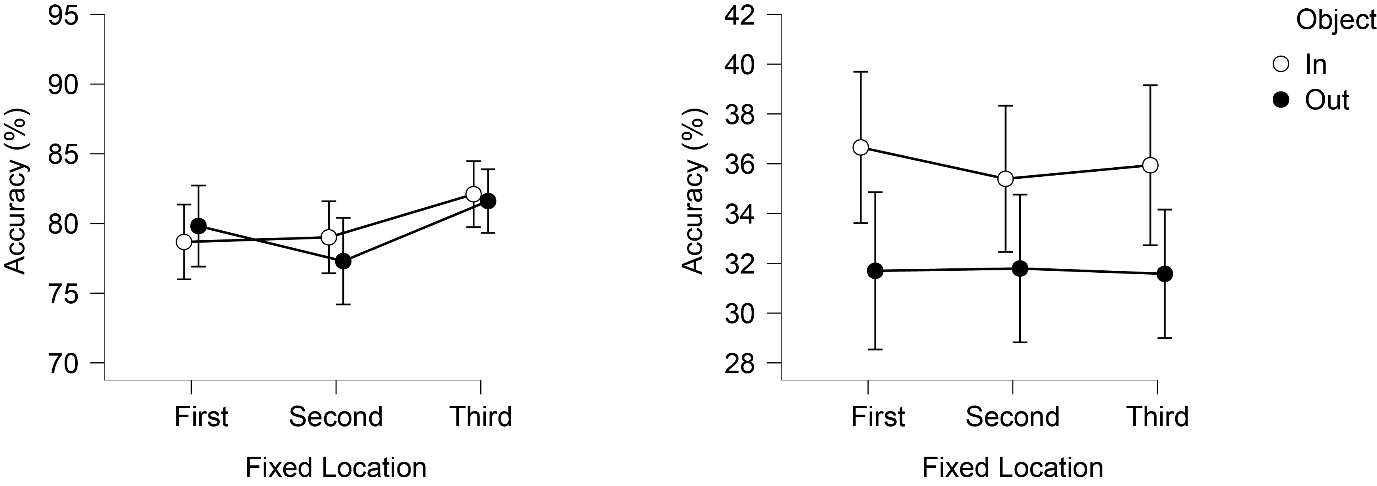 95
90
85
80
75
70
Accuracy (%)
First Second Third
Fixed Location
42
40
38
36
34
32
30
28
Accuracy (%)
First Second Third
Fixed Location
Object
In
Out